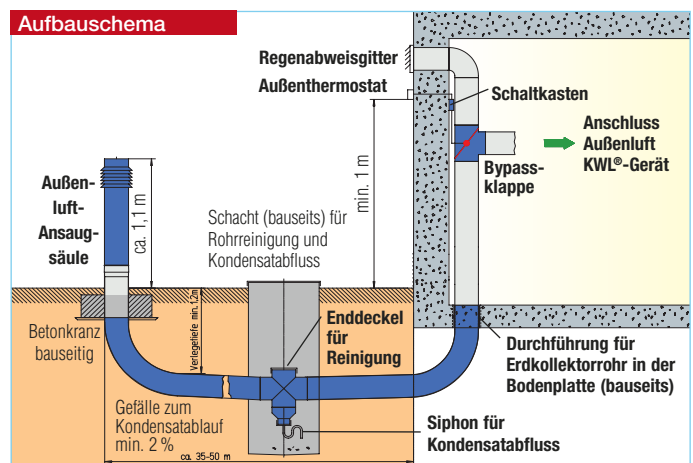 Aufbauschema
Regenabweisgitter
Außenthermostat
Schaltkasten
Anschluss
Außenluft
KWL®-Gerät
Bypass-
klappe
min. 1 m
Außen-
luft-
Ansaug-
säule
ca. 1,1 m
Schacht (bauseits) für
Rohrreinigung und
Kondensatabfluss
Betonkranz
bauseitig
Verlegetiefe min. 1,2m
Enddeckel
für
Reinigung
Durchführung für
Erdkollektorrohr in der
Bodenplatte (bauseits)
Gefälle zum
Kondensatablauf
min. 2 %
Siphon für
Kondensatabfluss
ca. 35-50 m